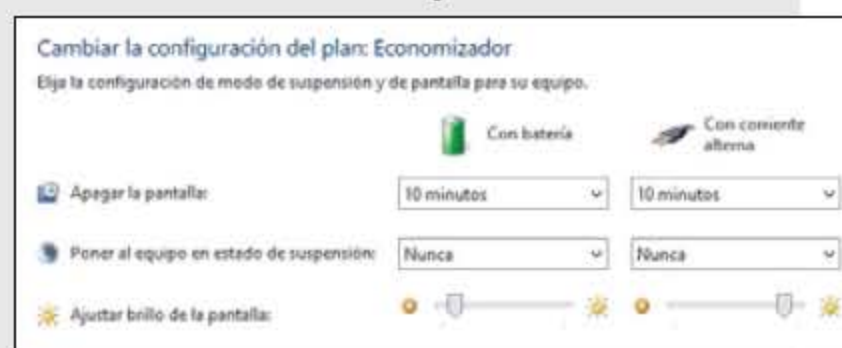 Cambiar la configuración del plan: Economizador
Elija la configuración de modo de suspensión y de pantalla para su equipo.
Con batería
Con corriente
alterna
Apagar la pantalla: 10 minutos 10 minutos
Poner al equipo en estado de suspensión: Nunca Nunca
Ajustar brillo de la pantalla: